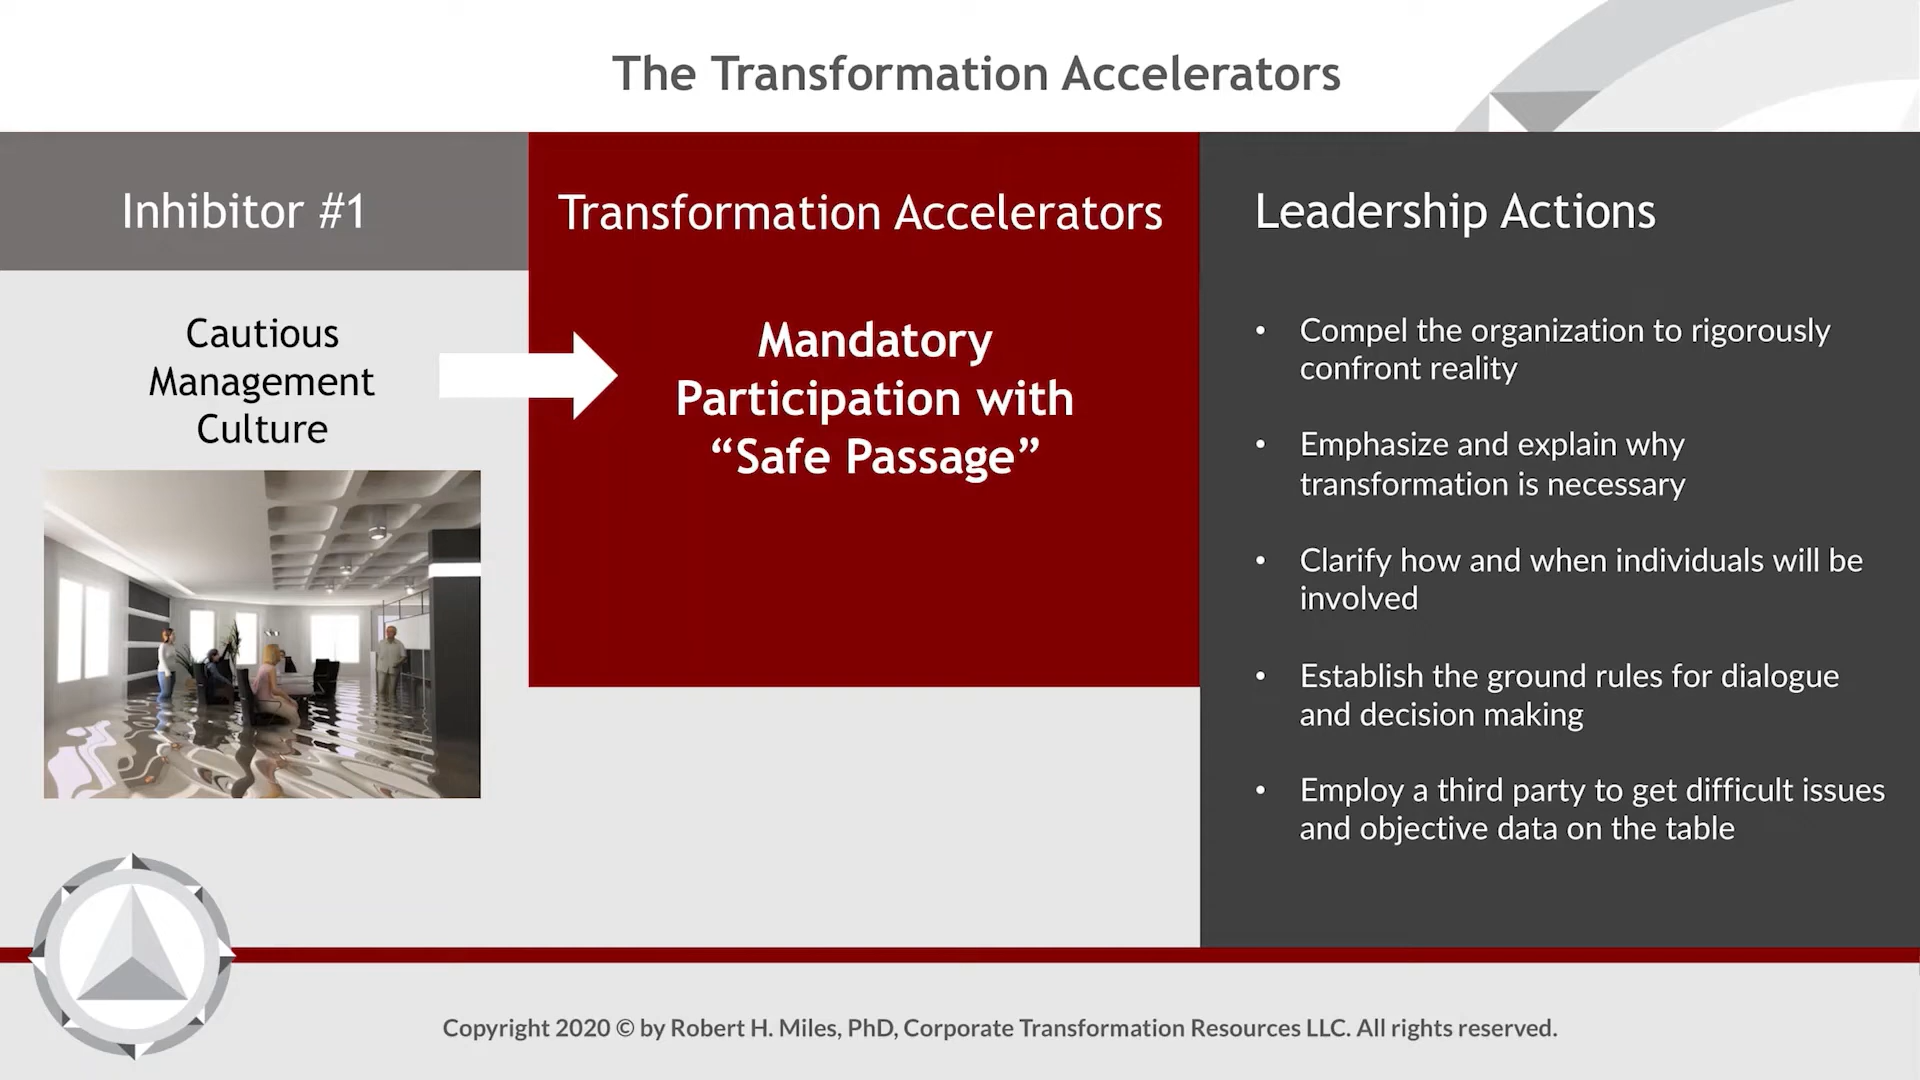 The Transformation Accelerators
Inhibitor #1
Cautious
Management
Culture
Transformation Accelerators
Mandatory
Participation with
“Safe Passage”
Leadership Actions
• Compel the organization to rigorously
confront reality
• Emphasize and explain why
transformation is necessary
• Clarify how and when individuals will be
involved
• Establish the ground rules for dialogue
and decision making
• Employ a third party to get difficult issues
and objective data on the table
Copyright 2020 © by Robert H. Miles, PhD, Corporate Transformation Resources LLC. All rights reserved.